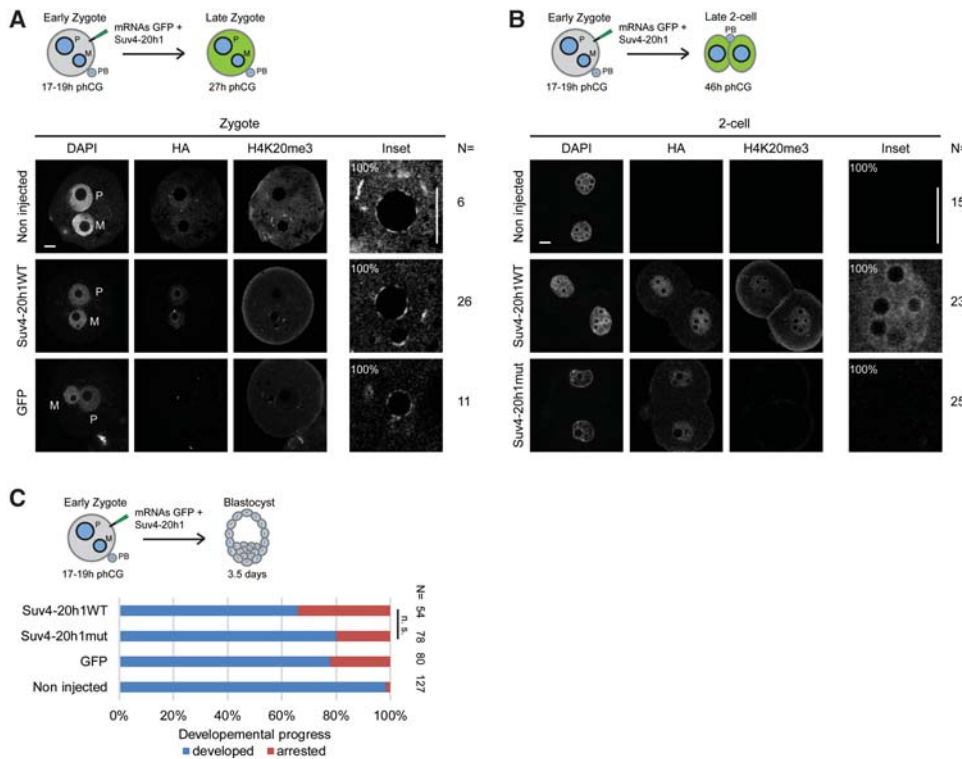 A
Early Zygote
mRNAs GFP +
Suv4-20h1
Late Zygote
P
M
PB
P
M
PB
17-19h phCG
27h phCG
Zygote
DAPI HA H4K20me3 Inset N=
Non injected
P
M
100%
6
Suv4-20h1WT
P
M
100%
26
GFP
M
P
100%
11
B
Early Zygote
mRNAs GFP +
Suv4-20h1
Late 2-cell
P
M
PB
PB
17-19h phCG
46h phCG
2-cell
DAPI HA H4K20me3 Inset N=
Non injected
100%
15
Suv4-20h1WT
100%
23
Suv4-20h1mut
100%
25
C
Early Zygote
mRNAs GFP +
Suv4-20h1
Blastocyst
P
M
PB
17-19h phCG
3.5 days
N=
Suv4-20h1WT 54
n. s.
Suv4-20h1mut 78
GFP 80
Non injected 127
0% 20% 40% 60% 80% 100%
Developemental progress
developed arrested